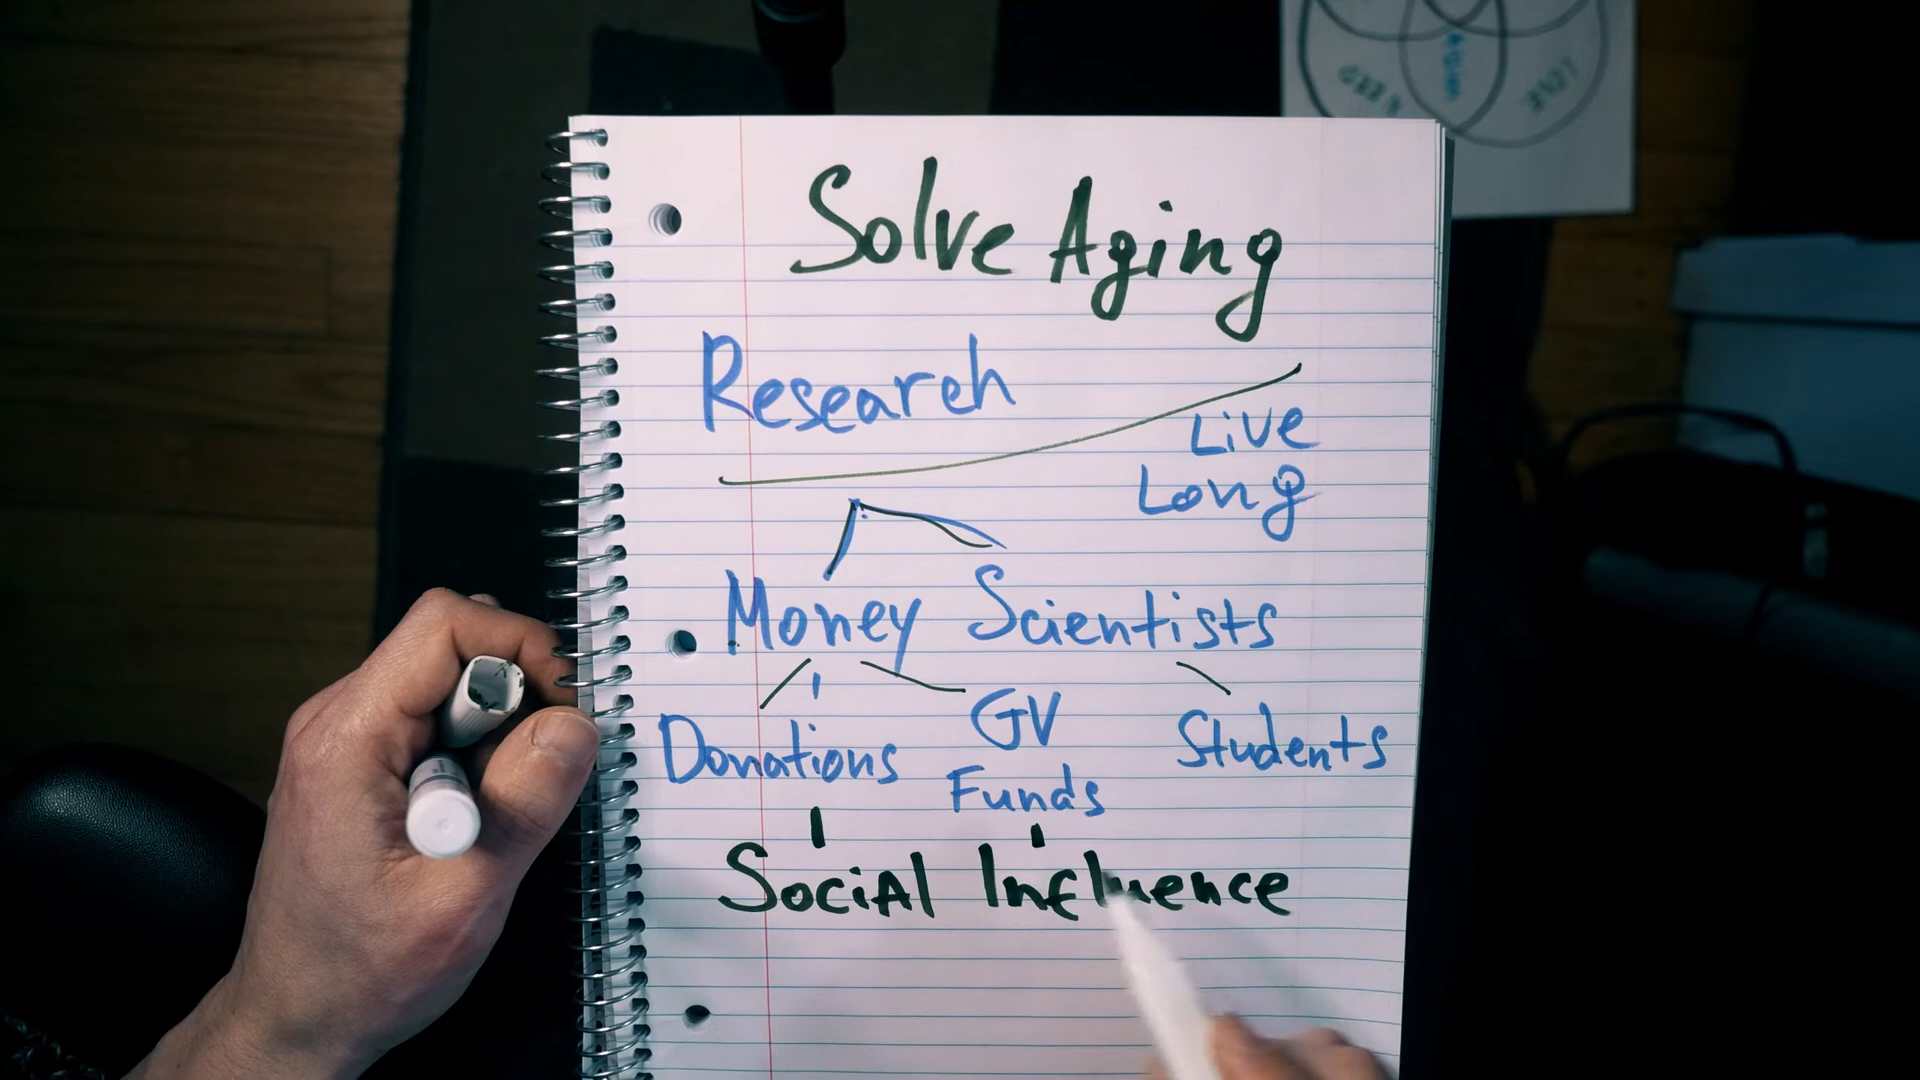 Solve Aging
Research
Live
Long
Money Scientists
Donations
GV
Funds
Students
Social Influence